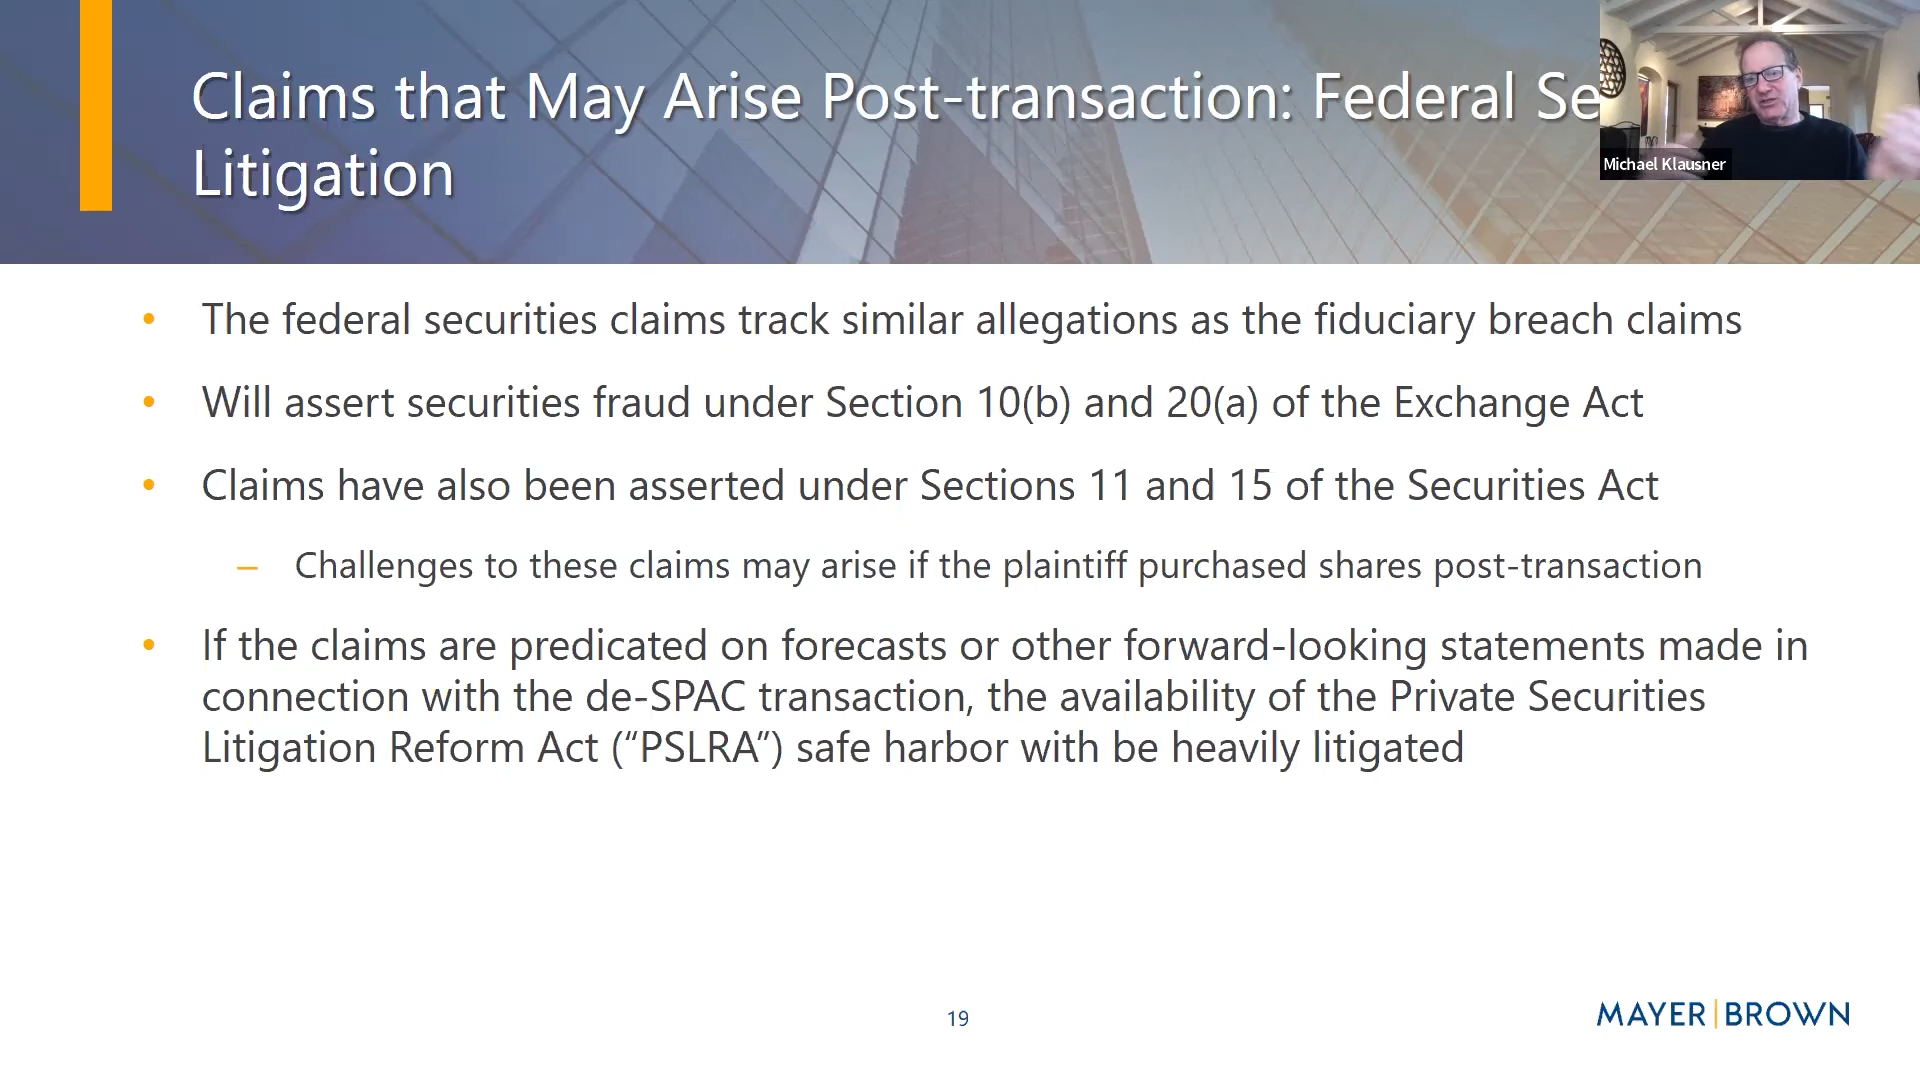 Claims that May Arise Post-transaction: Federal Se
Litigation
Michael Klausner
• The federal securities claims track similar allegations as the fiduciary breach claims
• Will assert securities fraud under Section 10(b) and 20(a) of the Exchange Act
• Claims have also been asserted under Sections 11 and 15 of the Securities Act
– Challenges to these claims may arise if the plaintiff purchased shares post-transaction
• If the claims are predicated on forecasts or other forward-looking statements made in
connection with the de-SPAC transaction, the availability of the Private Securities
Litigation Reform Act (“PSLRA”) safe harbor with be heavily litigated
19
MAYER|BROWN